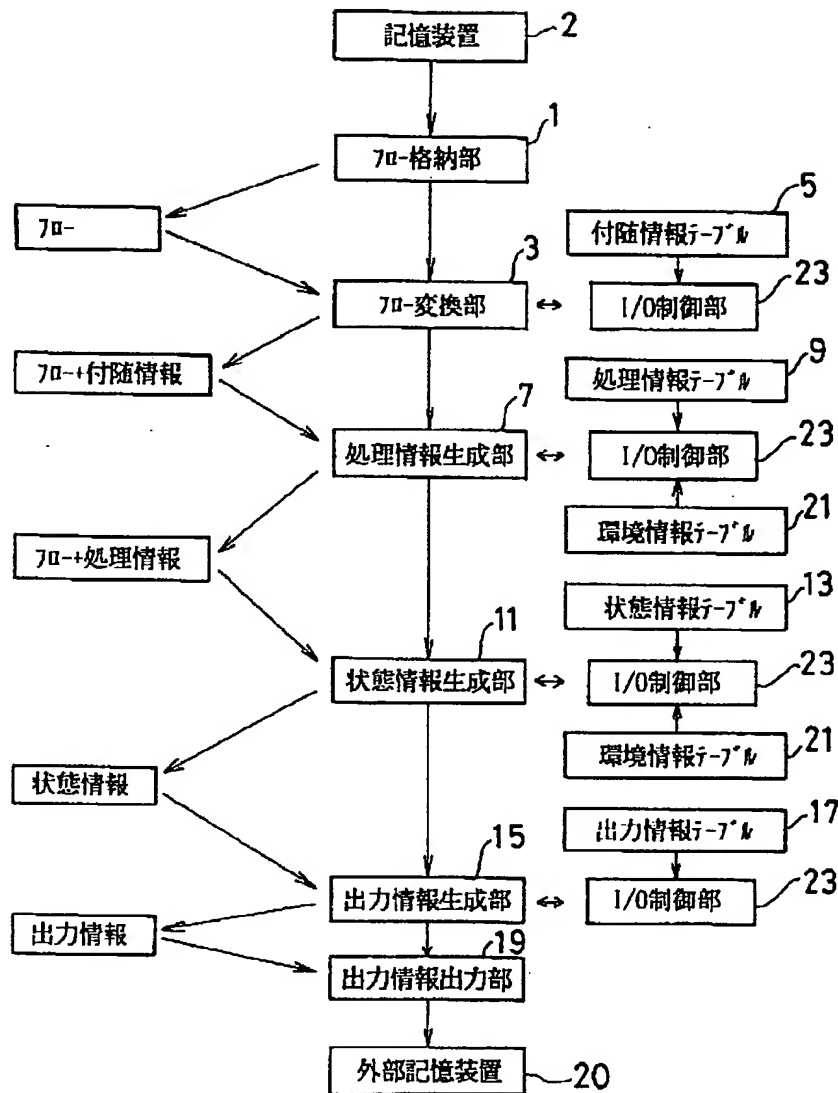 記憶装置
2
1
ﾌﾛｰ格納部
5
ﾌﾛｰ
付随情報ﾃｰﾌﾞﾙ
3
23
ﾌﾛｰ変換部
I/O制御部
ﾌﾛｰ+付随情報
9
処理情報ﾃｰﾌﾞﾙ
7
23
処理情報生成部
I/O制御部
21
ﾌﾛｰ+処理情報
環境情報ﾃｰﾌﾞﾙ
13
状態情報ﾃｰﾌﾞﾙ
11
23
状態情報生成部
I/O制御部
21
状態情報
環境情報ﾃｰﾌﾞﾙ
17
出力情報ﾃｰﾌﾞﾙ
15
23
出力情報生成部
I/O制御部
出力情報
19
出力情報出力部
外部記憶装置
20